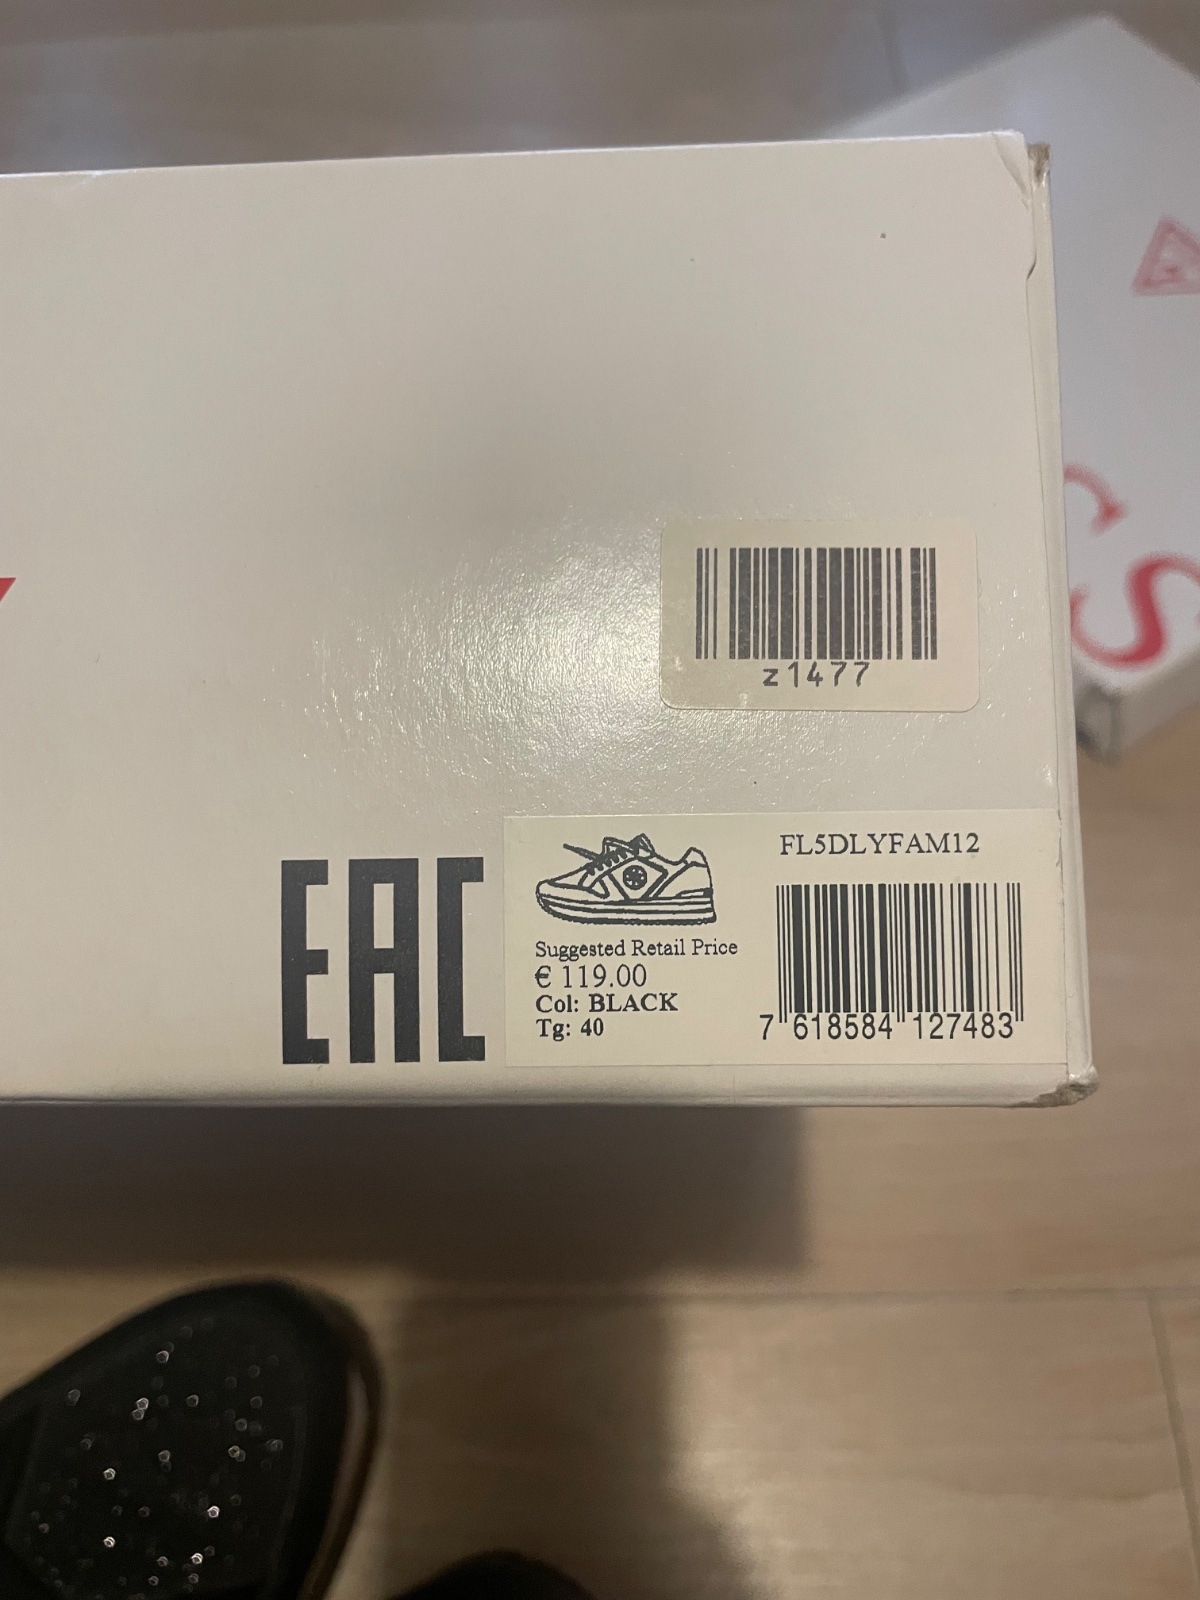 z1477
EAC
FL5DLYFAM12
Suggested Retail Price
€ 119.00
Col: BLACK
Tg: 40
7 618584 127483
S